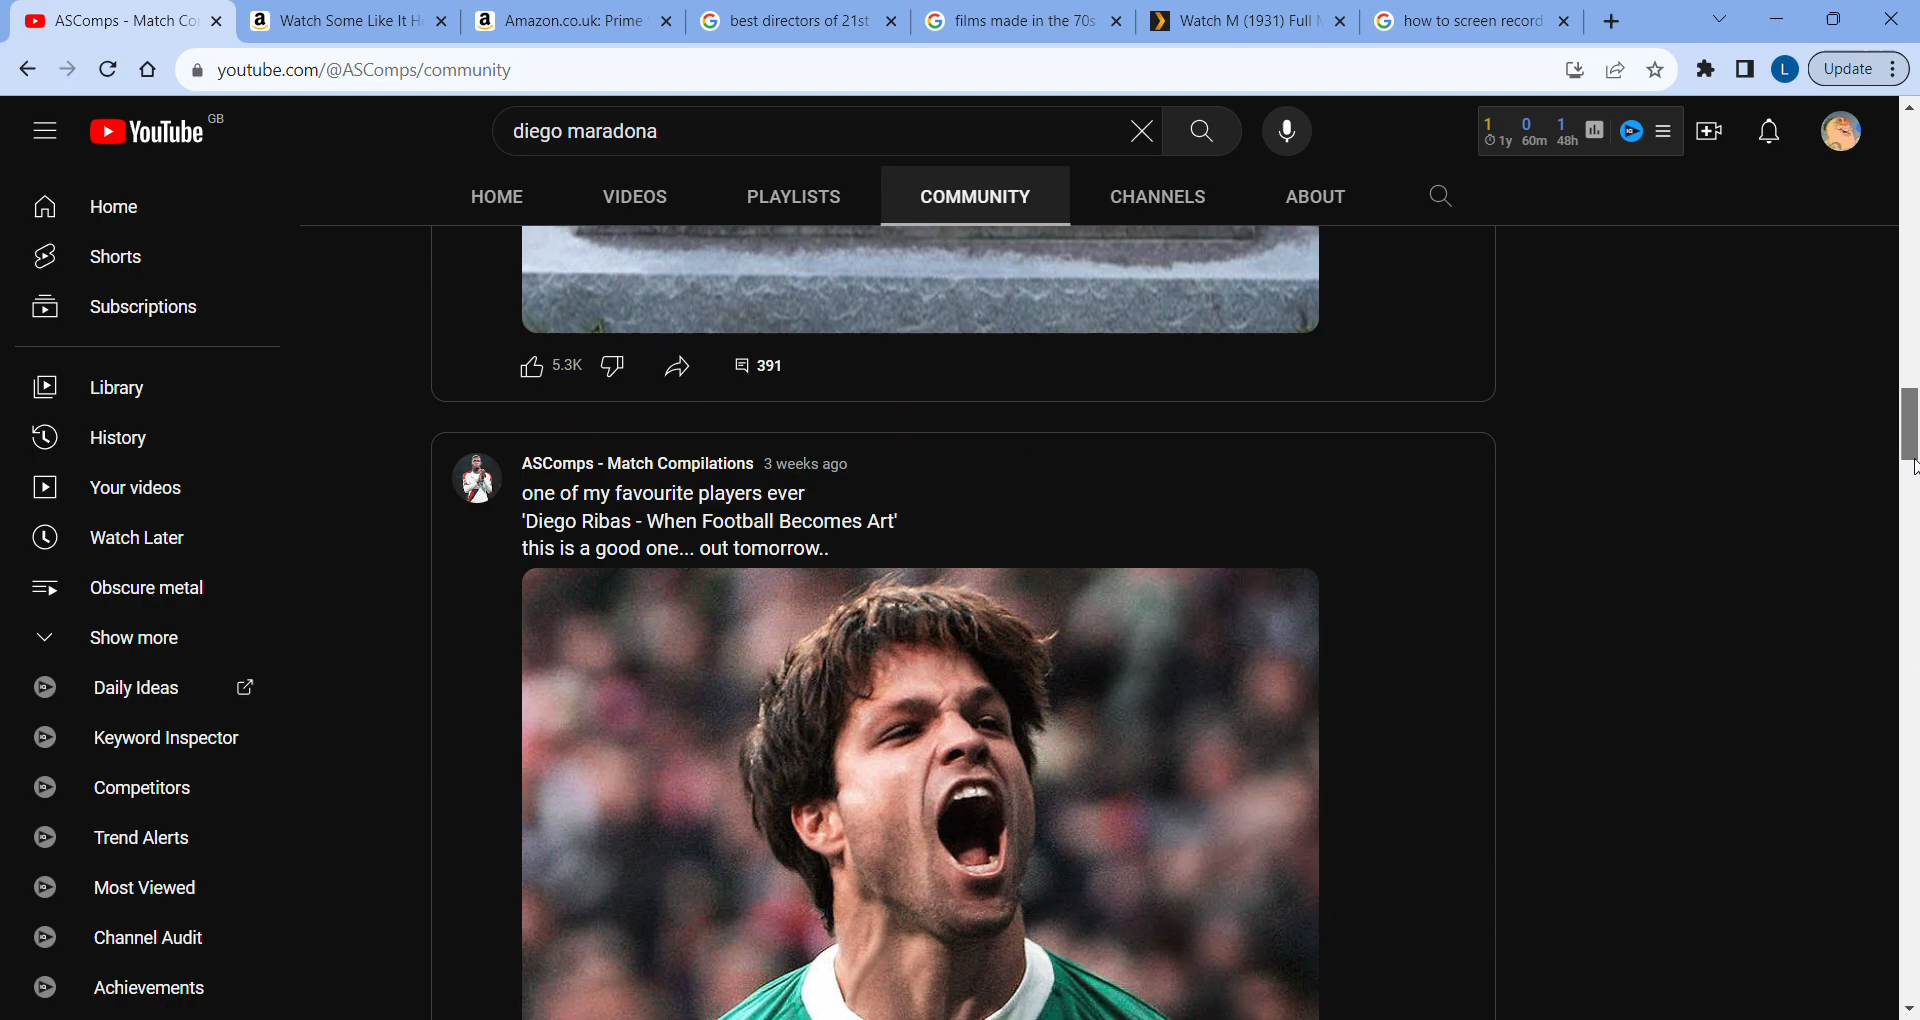 ASComps - Match Co
Watch Some Like It H
Amazon.co.uk: Prime
best directors of 21st
films made in the 70s
Watch M (1931) Full
how to screen record
youtube.com/@ASComps/community
L
Update
YouTube GB
diego maradona
1 0 1
1y 60m 48h
HOME VIDEOS PLAYLISTS COMMUNITY CHANNELS ABOUT
Home
Shorts
Subscriptions
Library
History
Your videos
Watch Later
Obscure metal
Show more
Daily Ideas
Keyword Inspector
Competitors
Trend Alerts
Most Viewed
Channel Audit
Achievements
5.3K 391
ASComps - Match Compilations 3 weeks ago
one of my favourite players ever
'Diego Ribas - When Football Becomes Art'
this is a good one... out tomorrow..